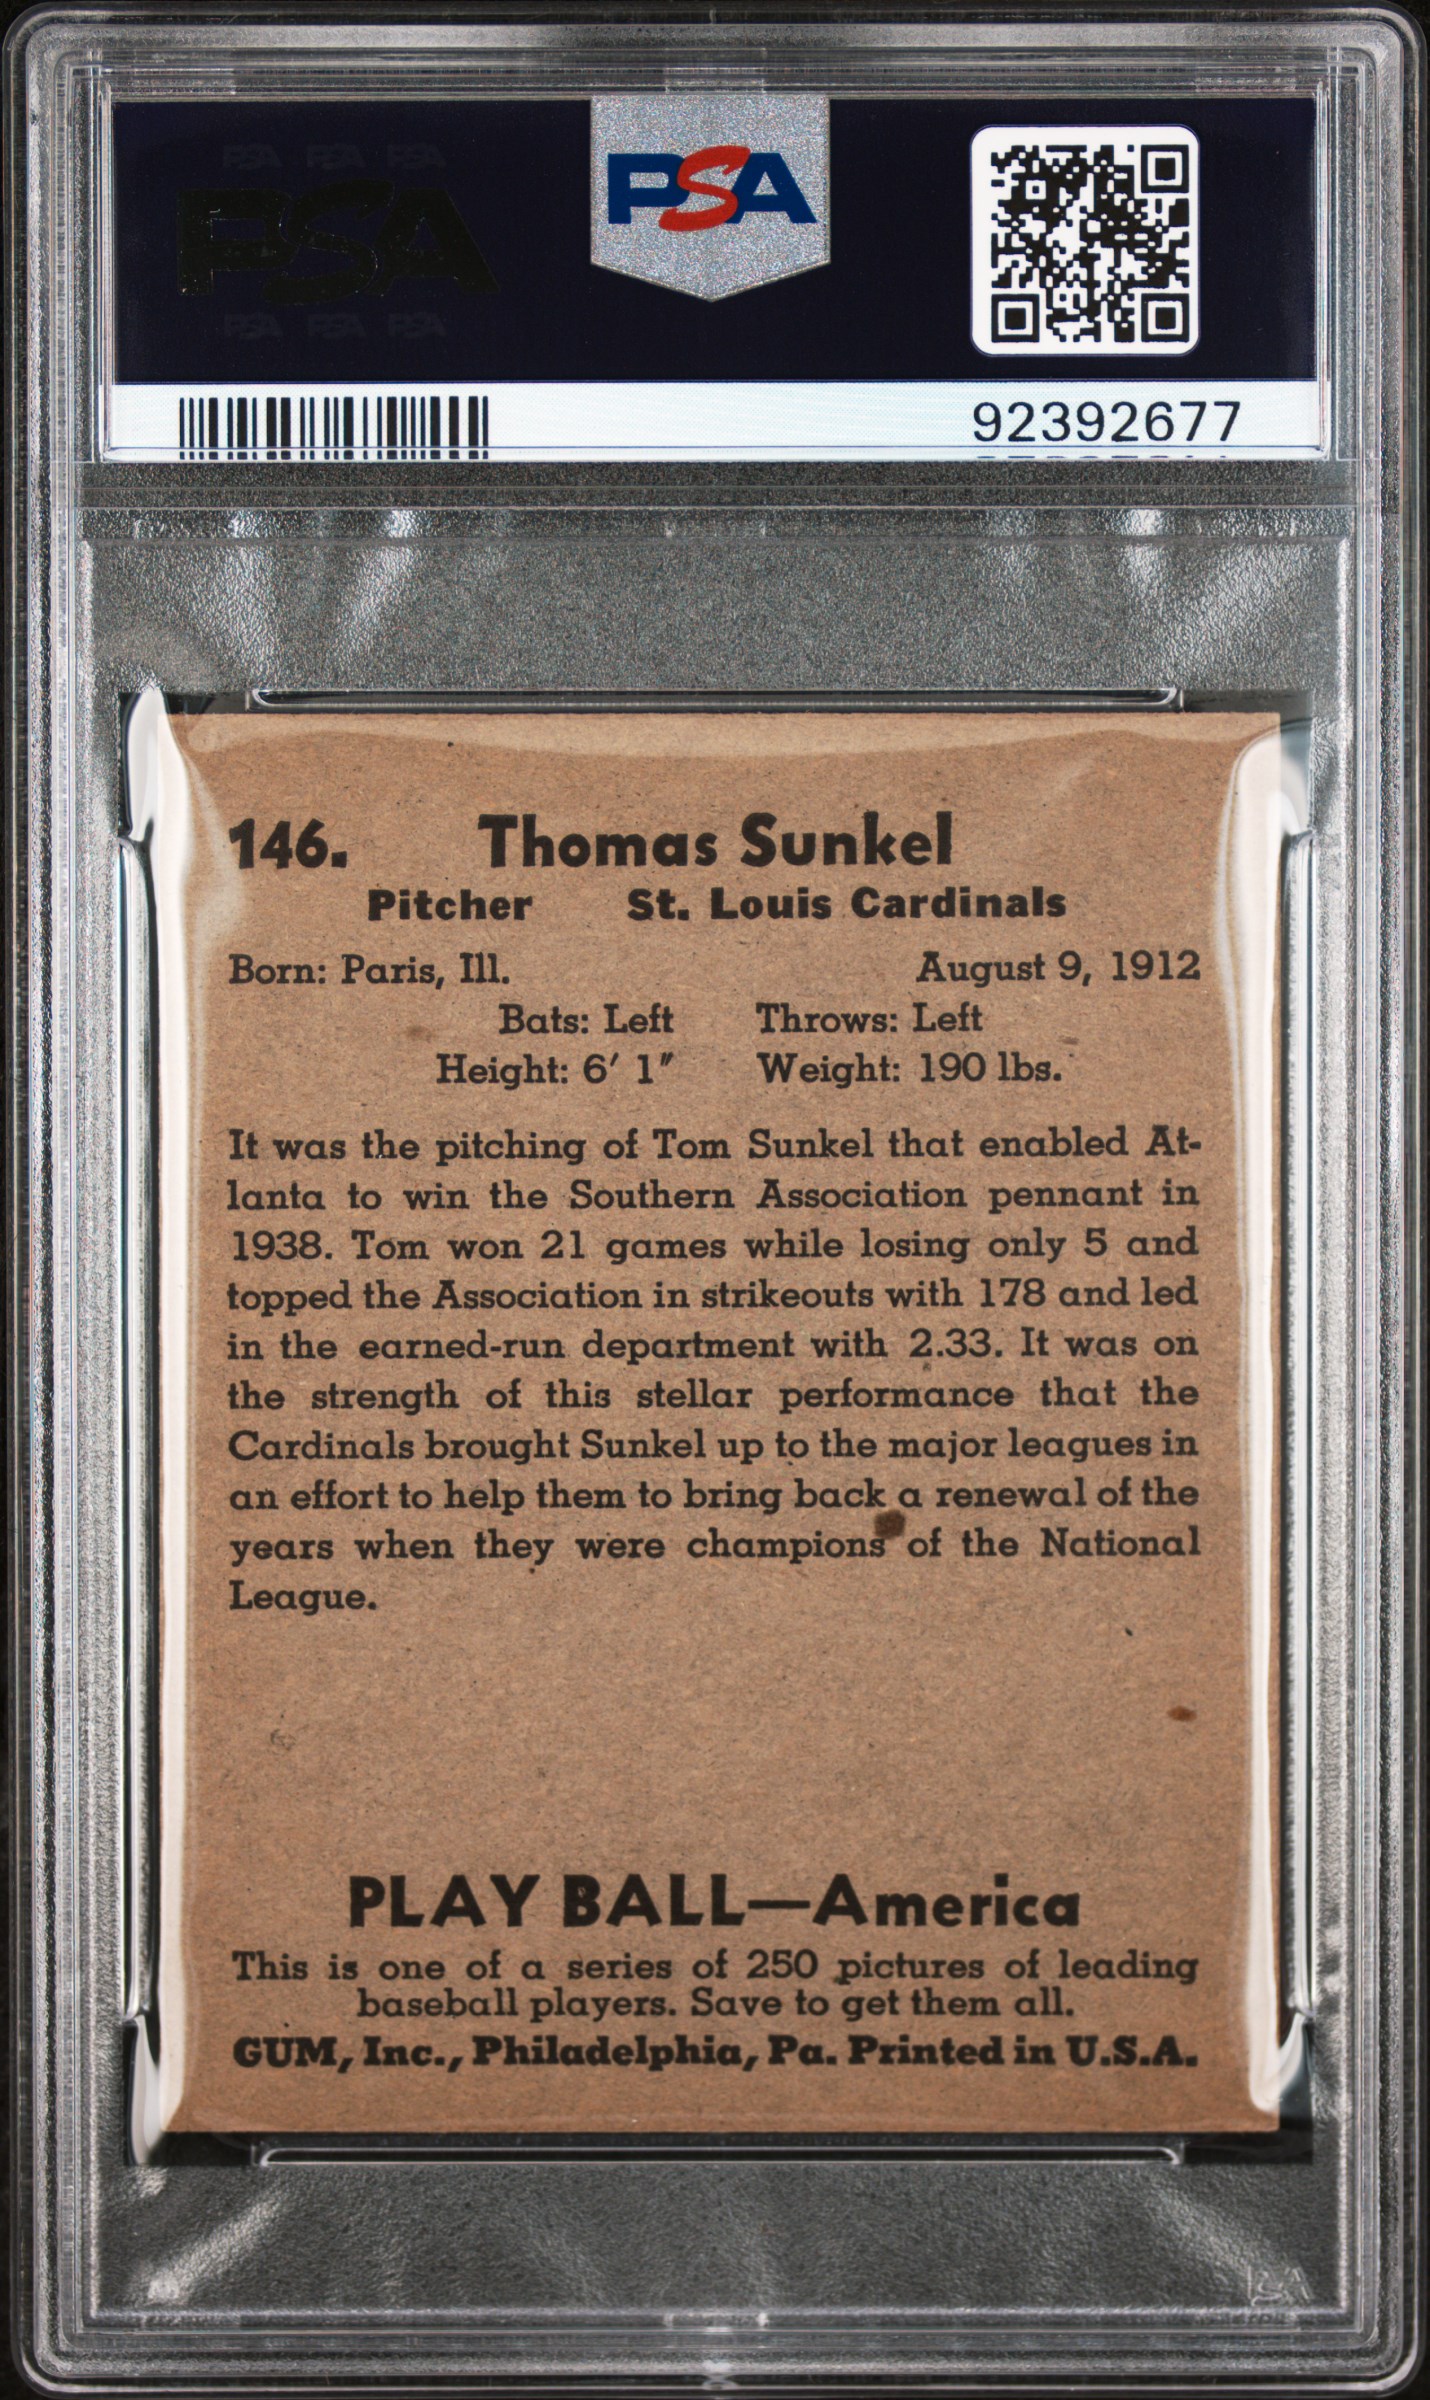 PSA PSA PSA
PSA
PSA PSA PSA
PSA
92392677
146. Thomas Sunkel
Pitcher St. Louis Cardinals
Born: Paris, Ill. August 9, 1912
Bats: Left Throws: Left
Height: 6' 1" Weight: 190 lbs.
It was the pitching of Tom Sunkel that enabled At-
lanta to win the Southern Association pennant in
1938. Tom won 21 games while losing only 5 and
topped the Association in strikeouts with 178 and led
in the earned-run department with 2.33. It was on
the strength of this stellar performance that the
Cardinals brought Sunkel up to the major leagues in
an effort to help them to bring back a renewal of the
years when they were champions of the National
League.
PLAY BALL—America
This is one of a series of 250 pictures of leading
baseball players. Save to get them all.
GUM, Inc., Philadelphia, Pa. Printed in U.S.A.
PSA